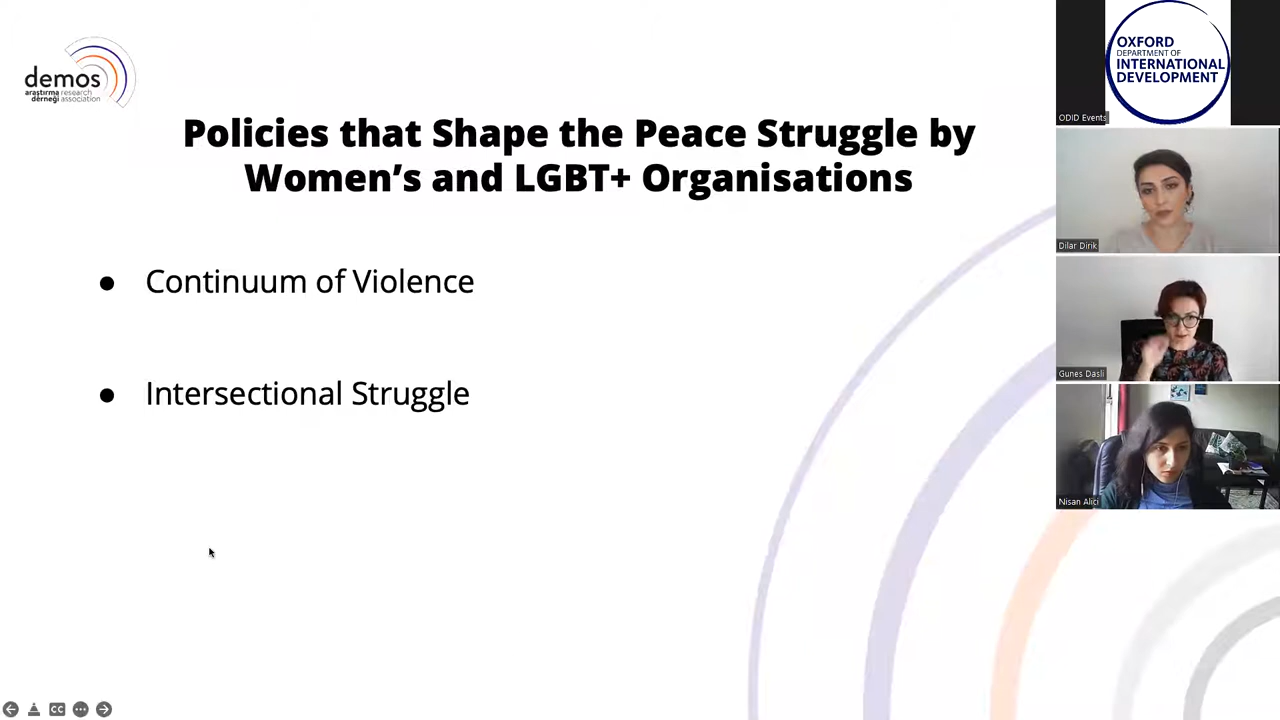 demos
araştırma research
derneği association
Policies that Shape the Peace Struggle by
Women's and LGBT+ Organisations
● Continuum of Violence
● Intersectional Struggle
OXFORD
DEPARTMENT OF
INTERNATIONAL
DEVELOPMENT
ODID Events
Dilar Dirik
Gunes Dasli
Nisan Alici
CC